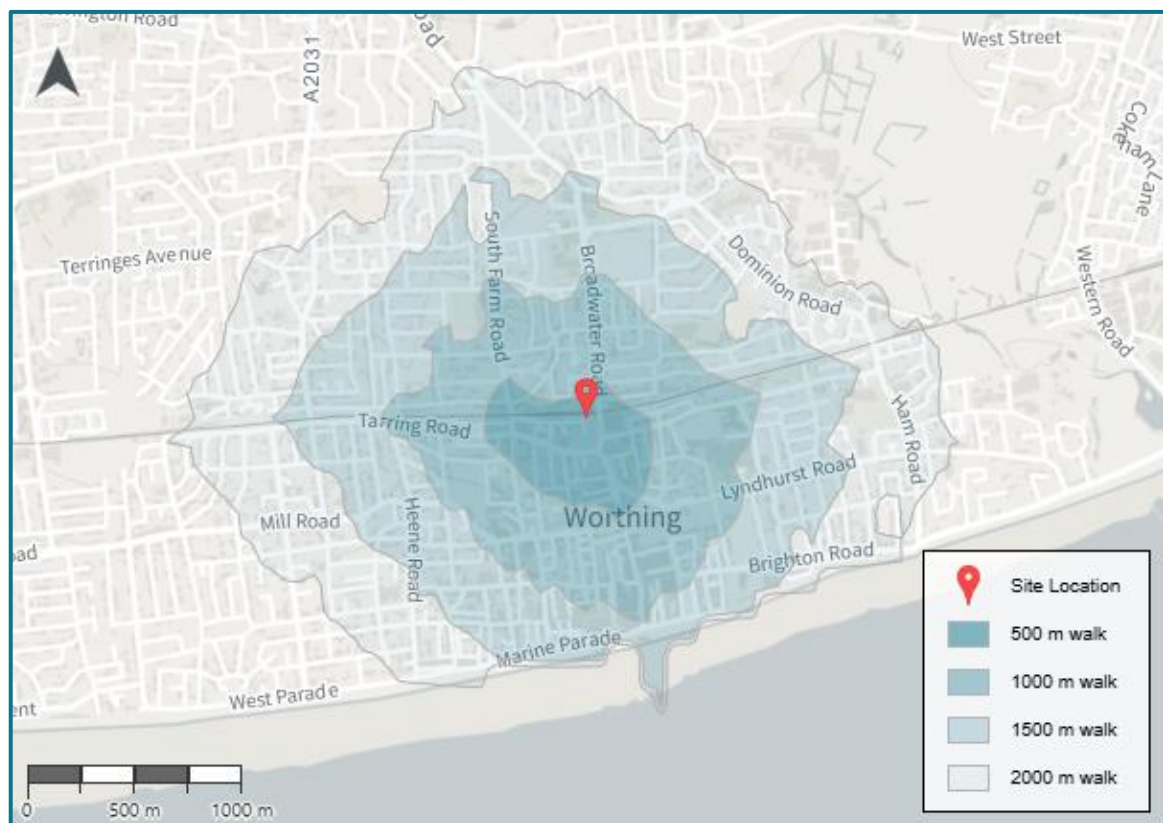 West Street
A2031
Cokeham Lane
South Farm Road
Broadwater Road
Terringes Avenue
Dominion Road
Western Road
Tarring Road
Ham Road
Lyndhurst Road
Heene Road
Mill Road
Worthing
Brighton Road
Marine Parade
West Parade
Site Location
500 m walk
1000 m walk
1500 m walk
2000 m walk
0 500 m 1000 m